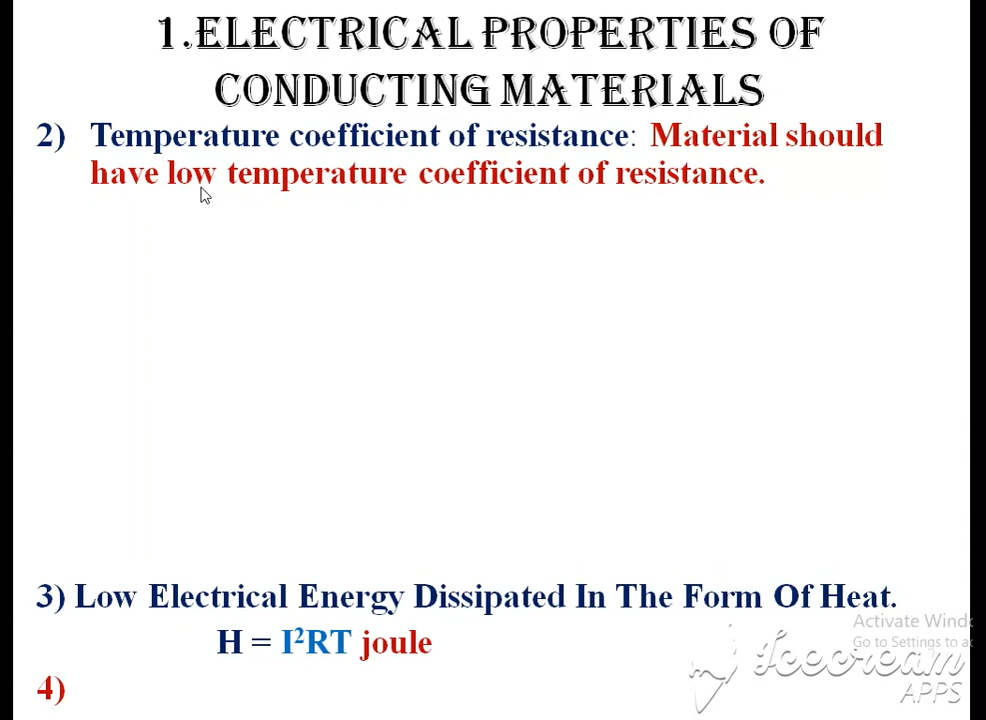 1.ELECTRICAL PROPERTIES OF
CONDUCTING MATERIALS
2) Temperature coefficient of resistance: Material should
have low temperature coefficient of resistance.
3) Low Electrical Energy Dissipated In The Form Of Heat.
H = I²RT joule
4)
Activate Windo
Go to Settings to ac
Icecream
APPS